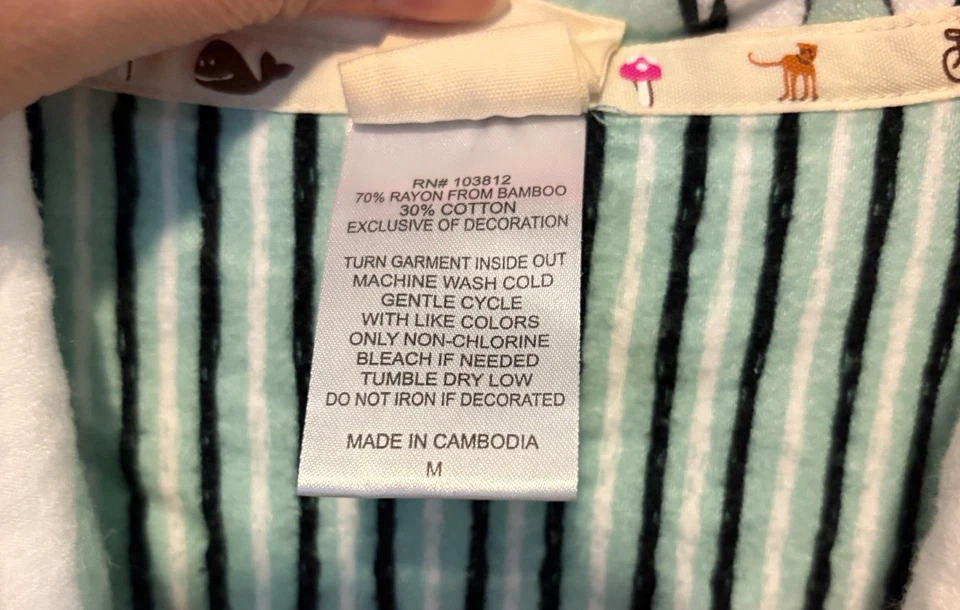 RN# 103812
70% RAYON FROM BAMBOO
30% COTTON
EXCLUSIVE OF DECORATION
TURN GARMENT INSIDE OUT
MACHINE WASH COLD
GENTLE CYCLE
WITH LIKE COLORS
ONLY NON-CHLORINE
BLEACH IF NEEDED
TUMBLE DRY LOW
DO NOT IRON IF DECORATED
MADE IN CAMBODIA
M